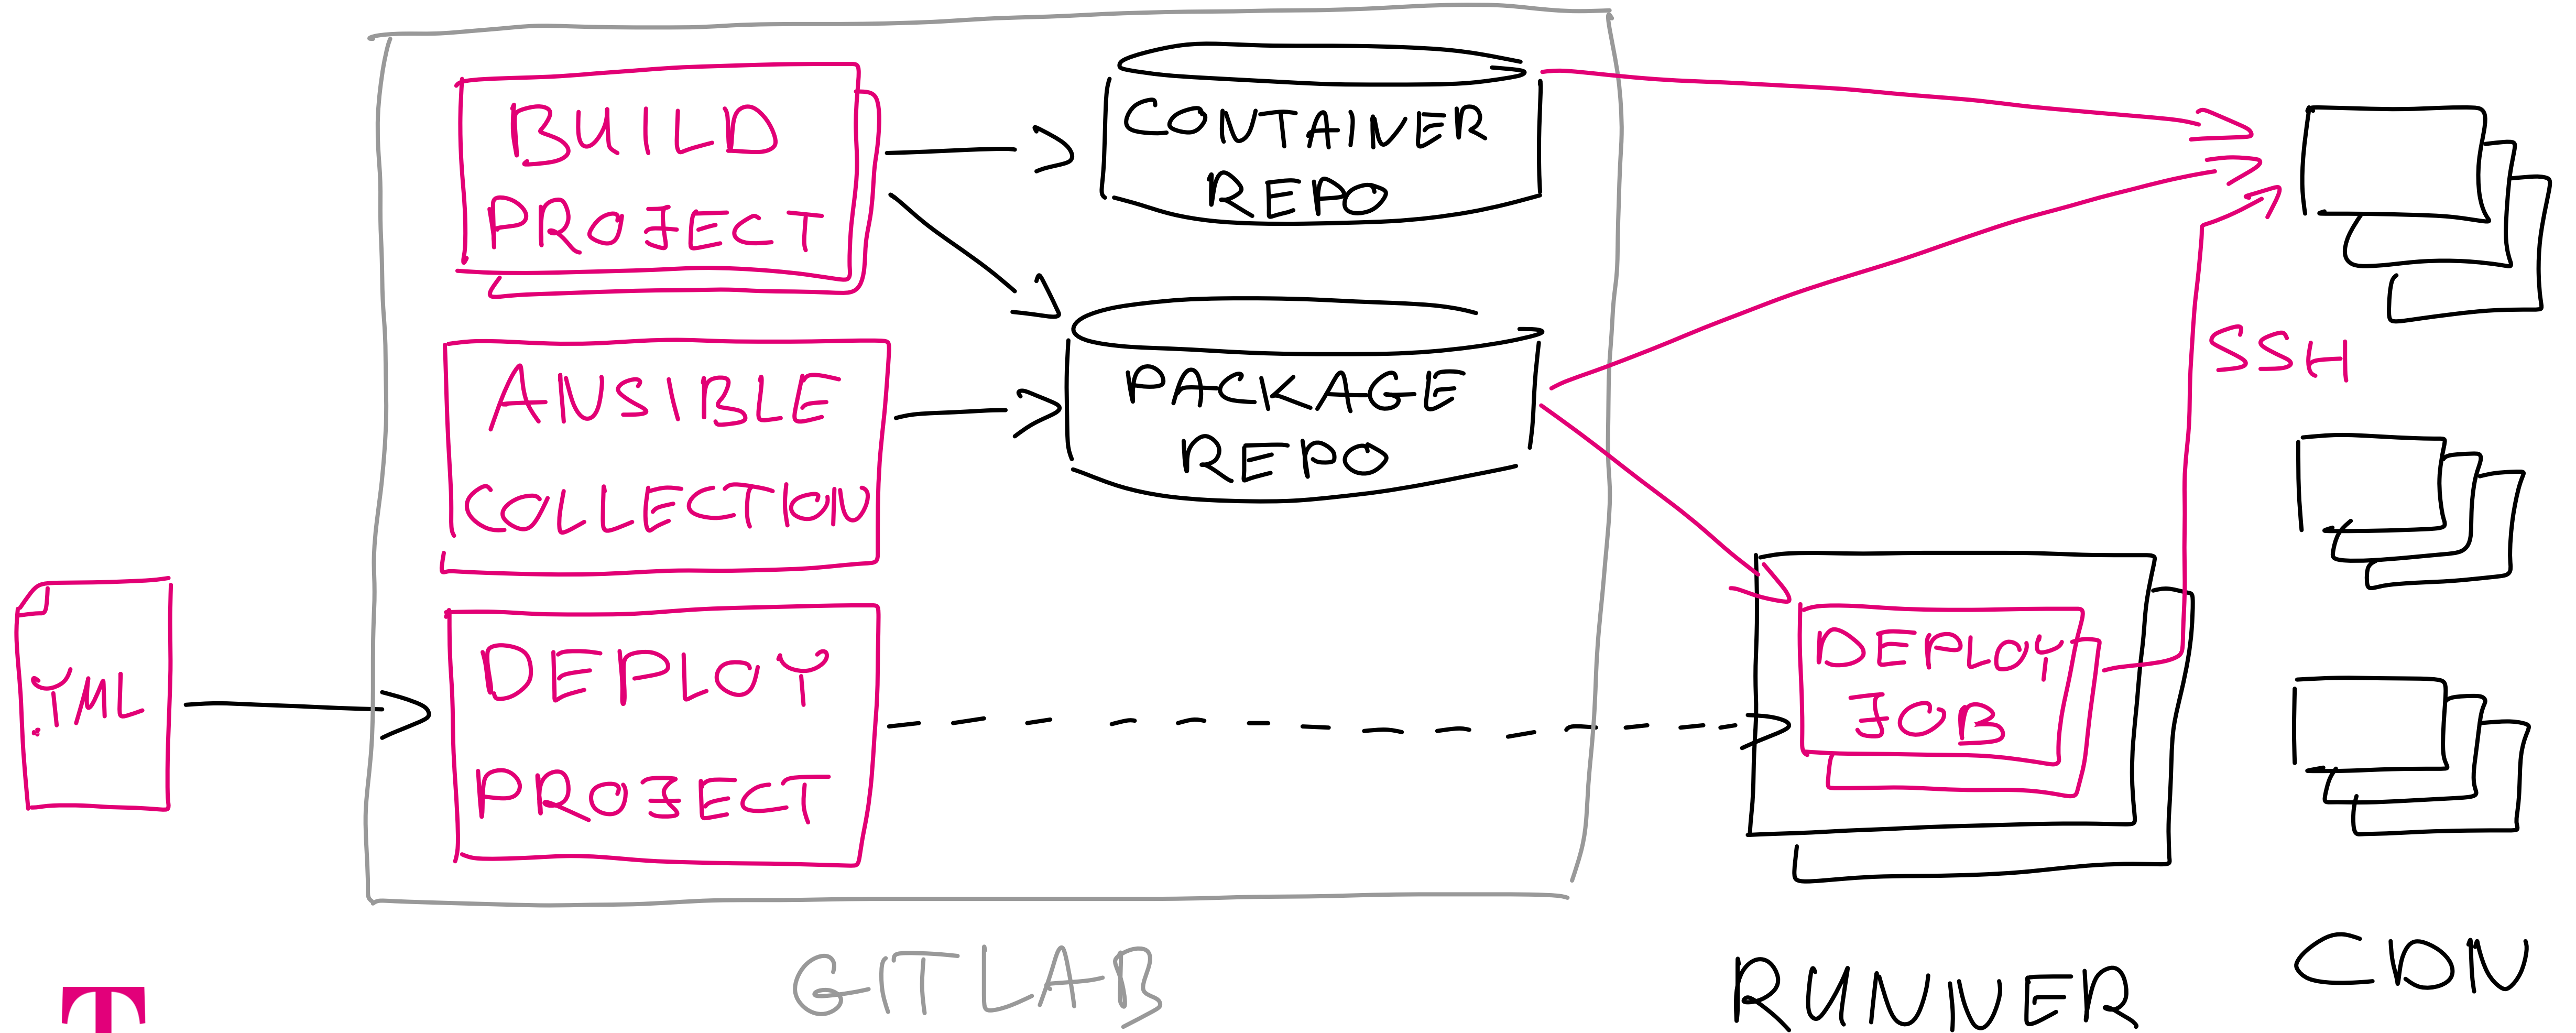 BUILD
PROJECT
CONTAINER
REPO
ANSIBLE
COLLECTION
PACKAGE
REPO
SSH
.YML
DEPLOY
PROJECT
DEPLOY
JOB
GITLAB
RUNNER
CDN
T